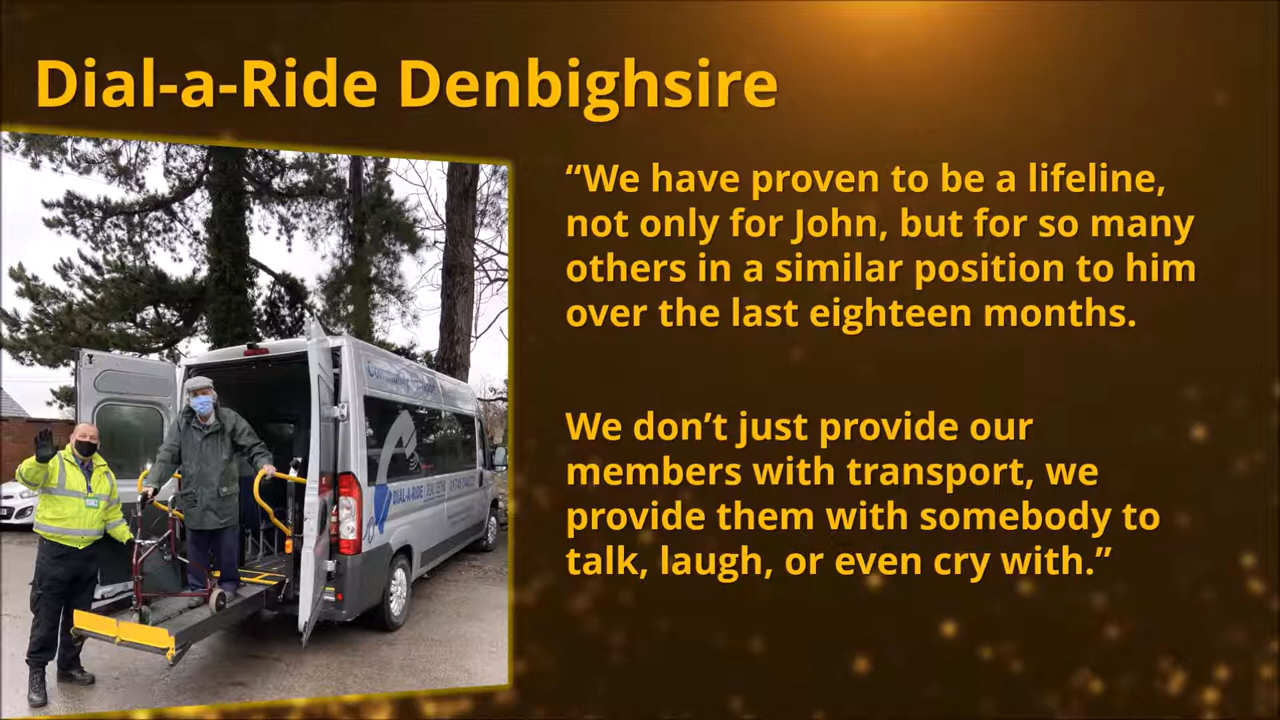 Dial-a-Ride Denbighsire
“We have proven to be a lifeline,
not only for John, but for so many
others in a similar position to him
over the last eighteen months.
We don’t just provide our
members with transport, we
provide them with somebody to
talk, laugh, or even cry with.”
Community
DIAL-A-RIDE